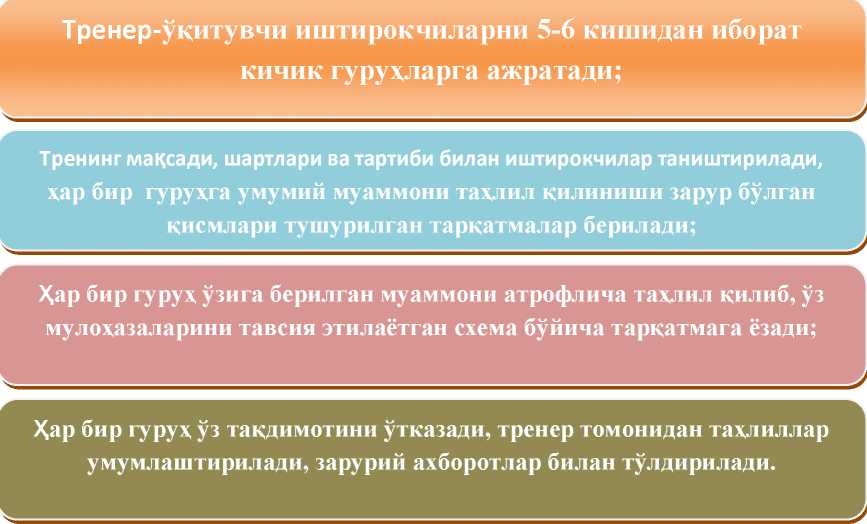 Тренер-ўқитувчи иштирокчиларни 5-6 кишидан иборат
кичик гуруҳларга ажратади;
Тренинг мақсади, шартлари ва тартиби билан иштирокчилар таништирилади,
ҳар бир гуруҳга умумий муаммони таҳлил қилиниши зарур бўлган
қисмлари тушурилган тарқатмалар берилади;
Ҳар бир гуруҳ ўзига берилган муаммони атрофлича таҳлил қилиб, ўз
мулоҳазаларини тавсия этилаётган схема бўйича тарқатмага ёзади;
Ҳар бир гуруҳ ўз тақдимотини ўтказади, тренер томонидан таҳлиллар
умумлаштирилади, зарурий ахборотлар билан тўлдирилади.